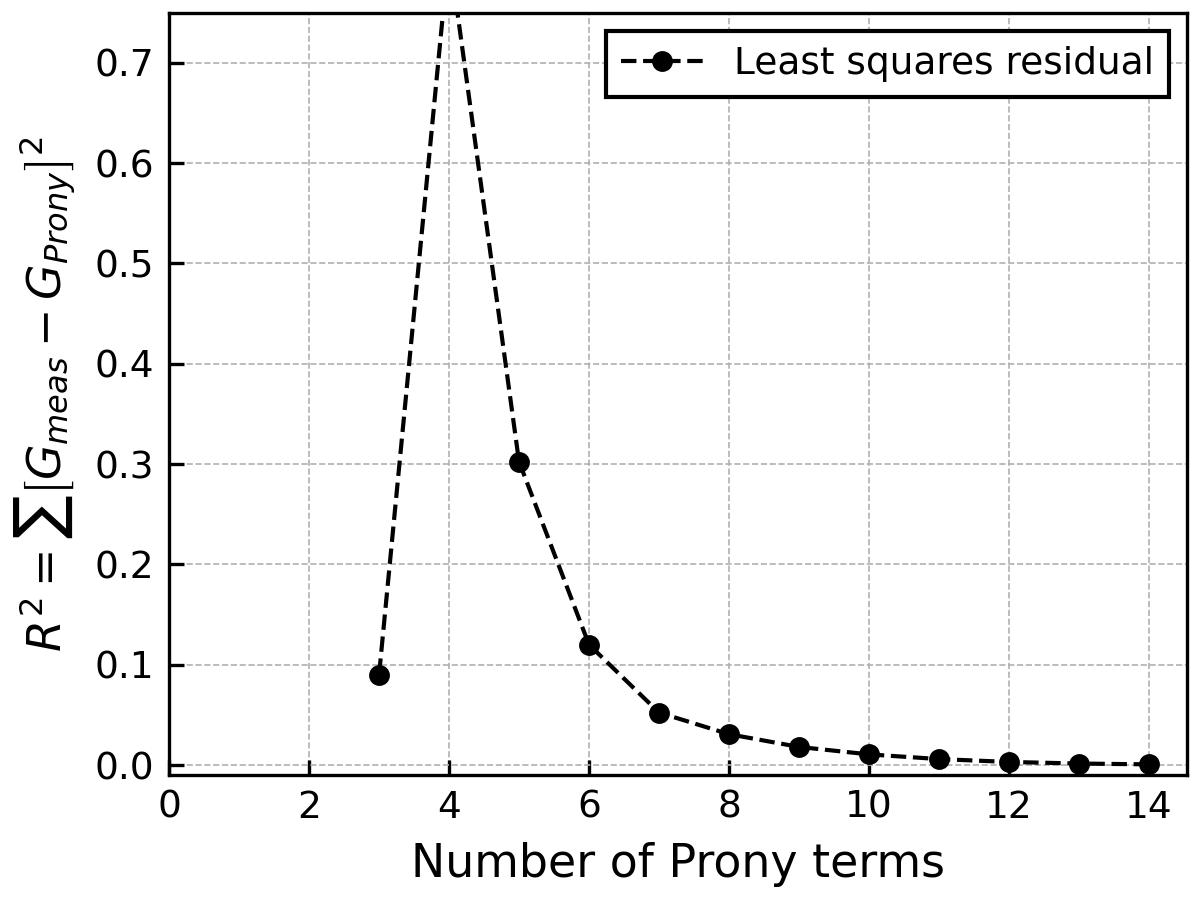 Least squares residual
R² = ∑[G_meas − G_Prony]²
0.7
0.6
0.5
0.4
0.3
0.2
0.1
0.0
0 2 4 6 8 10 12 14
Number of Prony terms